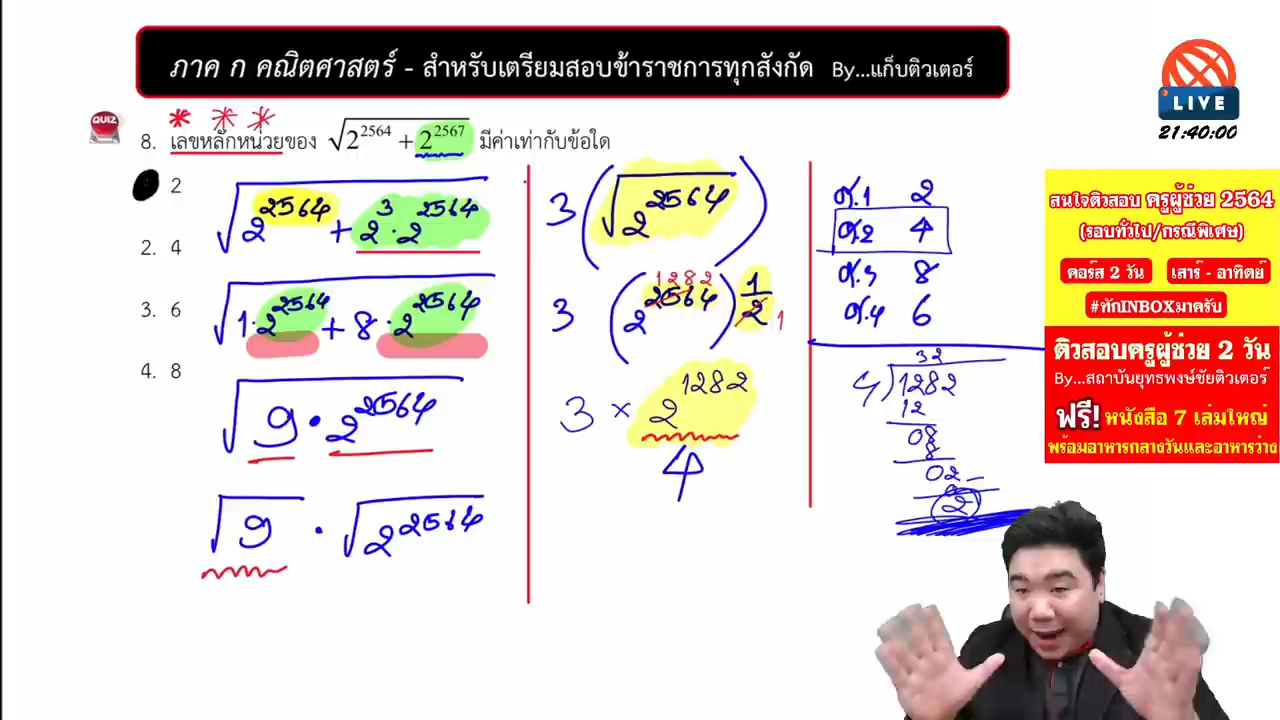 ภาค ก คณิตศาสตร์ - สำหรับเตรียมสอบข้าราชการทุกสังกัด By...แก็บติวเตอร์
LIVE
21:40:00
QUIZ
8. เลขหลักหน่วยของ √(2^2564 + 2^2567) มีค่าเท่ากับข้อใด
2
2. 4
3. 6
4. 8
√(2^2564 + 2^3·2^2564)
√(1·2^2564 + 8·2^2564)
√(9·2^2564)
√9 · √(2^2564)
3(√(2^2564))
1282
3 (2^2564)^1/2
1
3 × 2^1282
4
ศ.1 2
ศ.2 4
ศ.3 8
ศ.4 6
32
4)1282
12
08
8
02
2
สนใจติวสอบ ครูผู้ช่วย 2564
(รอบทั่วไป/กรณีพิเศษ)
คอร์ส 2 วัน เสาร์ - อาทิตย์
#ทักINBOXมาครับ
ติวสอบครูผู้ช่วย 2 วัน
By...สถาบันยุทธพงษ์ชัยติวเตอร์
ฟรี! หนังสือ 7 เล่มใหญ่
พร้อมอาหารกลางวันและอาหารว่าง